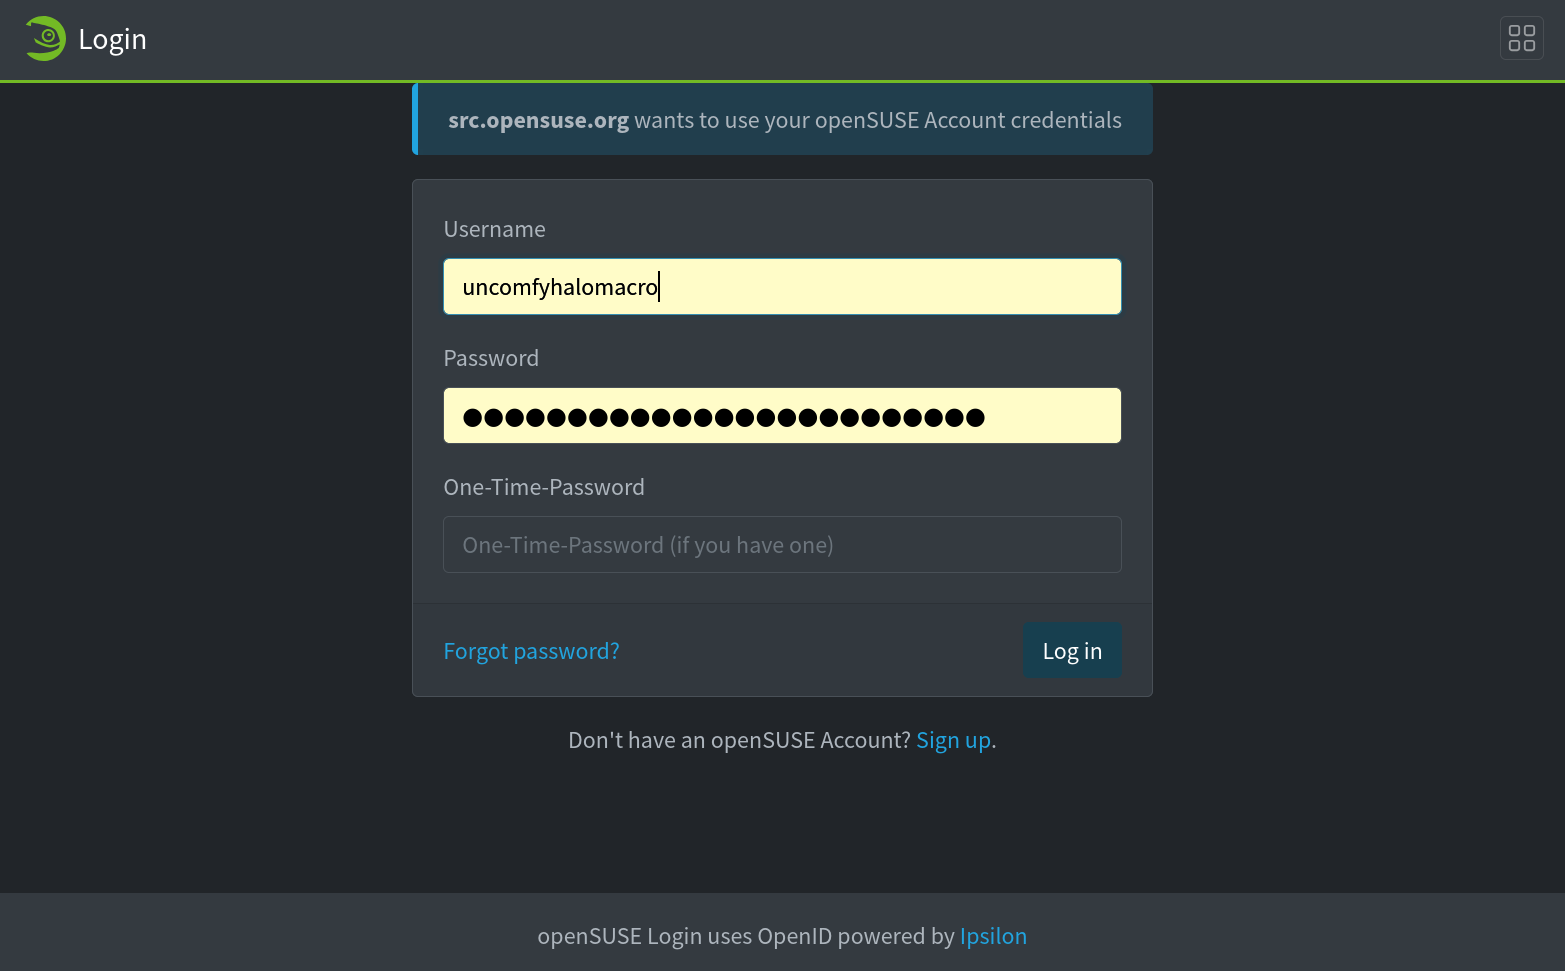 Login
src.opensuse.org wants to use your openSUSE Account credentials
Username
uncomfyhalomacro
Password
●●●●●●●●●●●●●●●●●●●●●●●●●
One-Time-Password
One-Time-Password (if you have one)
Forgot password?
Log in
Don't have an openSUSE Account? Sign up.
openSUSE Login uses OpenID powered by Ipsilon